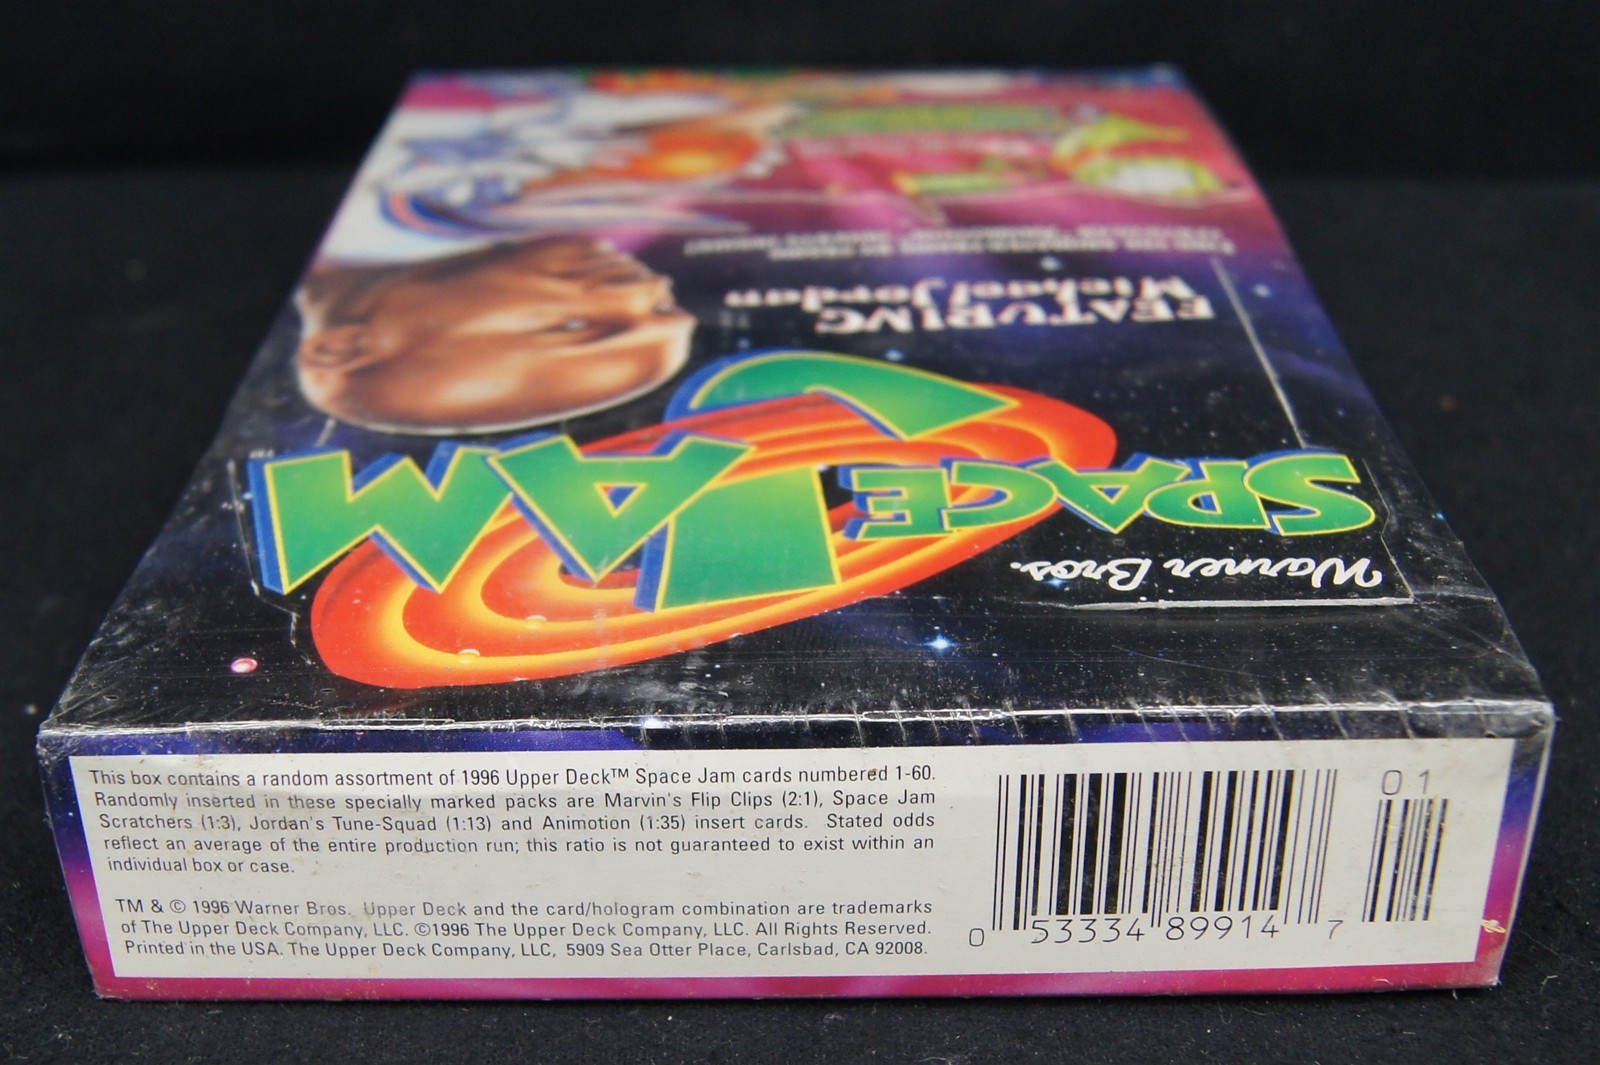 Warner Bros.
SPACE
JAM
TM
FEATURING
Michael Jordan
This box contains a random assortment of 1996 Upper Deck™ Space Jam cards numbered 1-60.
Randomly inserted in these specially marked packs are Marvin's Flip Clips (2:1), Space Jam
Scratchers (1:3), Jordan's Tune-Squad (1:13) and Animotion (1:35) insert cards. Stated odds
reflect an average of the entire production run; this ratio is not guaranteed to exist within an
individual box or case.
TM & © 1996 Warner Bros. Upper Deck and the card/hologram combination are trademarks
of The Upper Deck Company, LLC. ©1996 The Upper Deck Company, LLC. All Rights Reserved.
Printed in the USA. The Upper Deck Company, LLC, 5909 Sea Otter Place, Carlsbad, CA 92008.
01
0 53334 89914 7